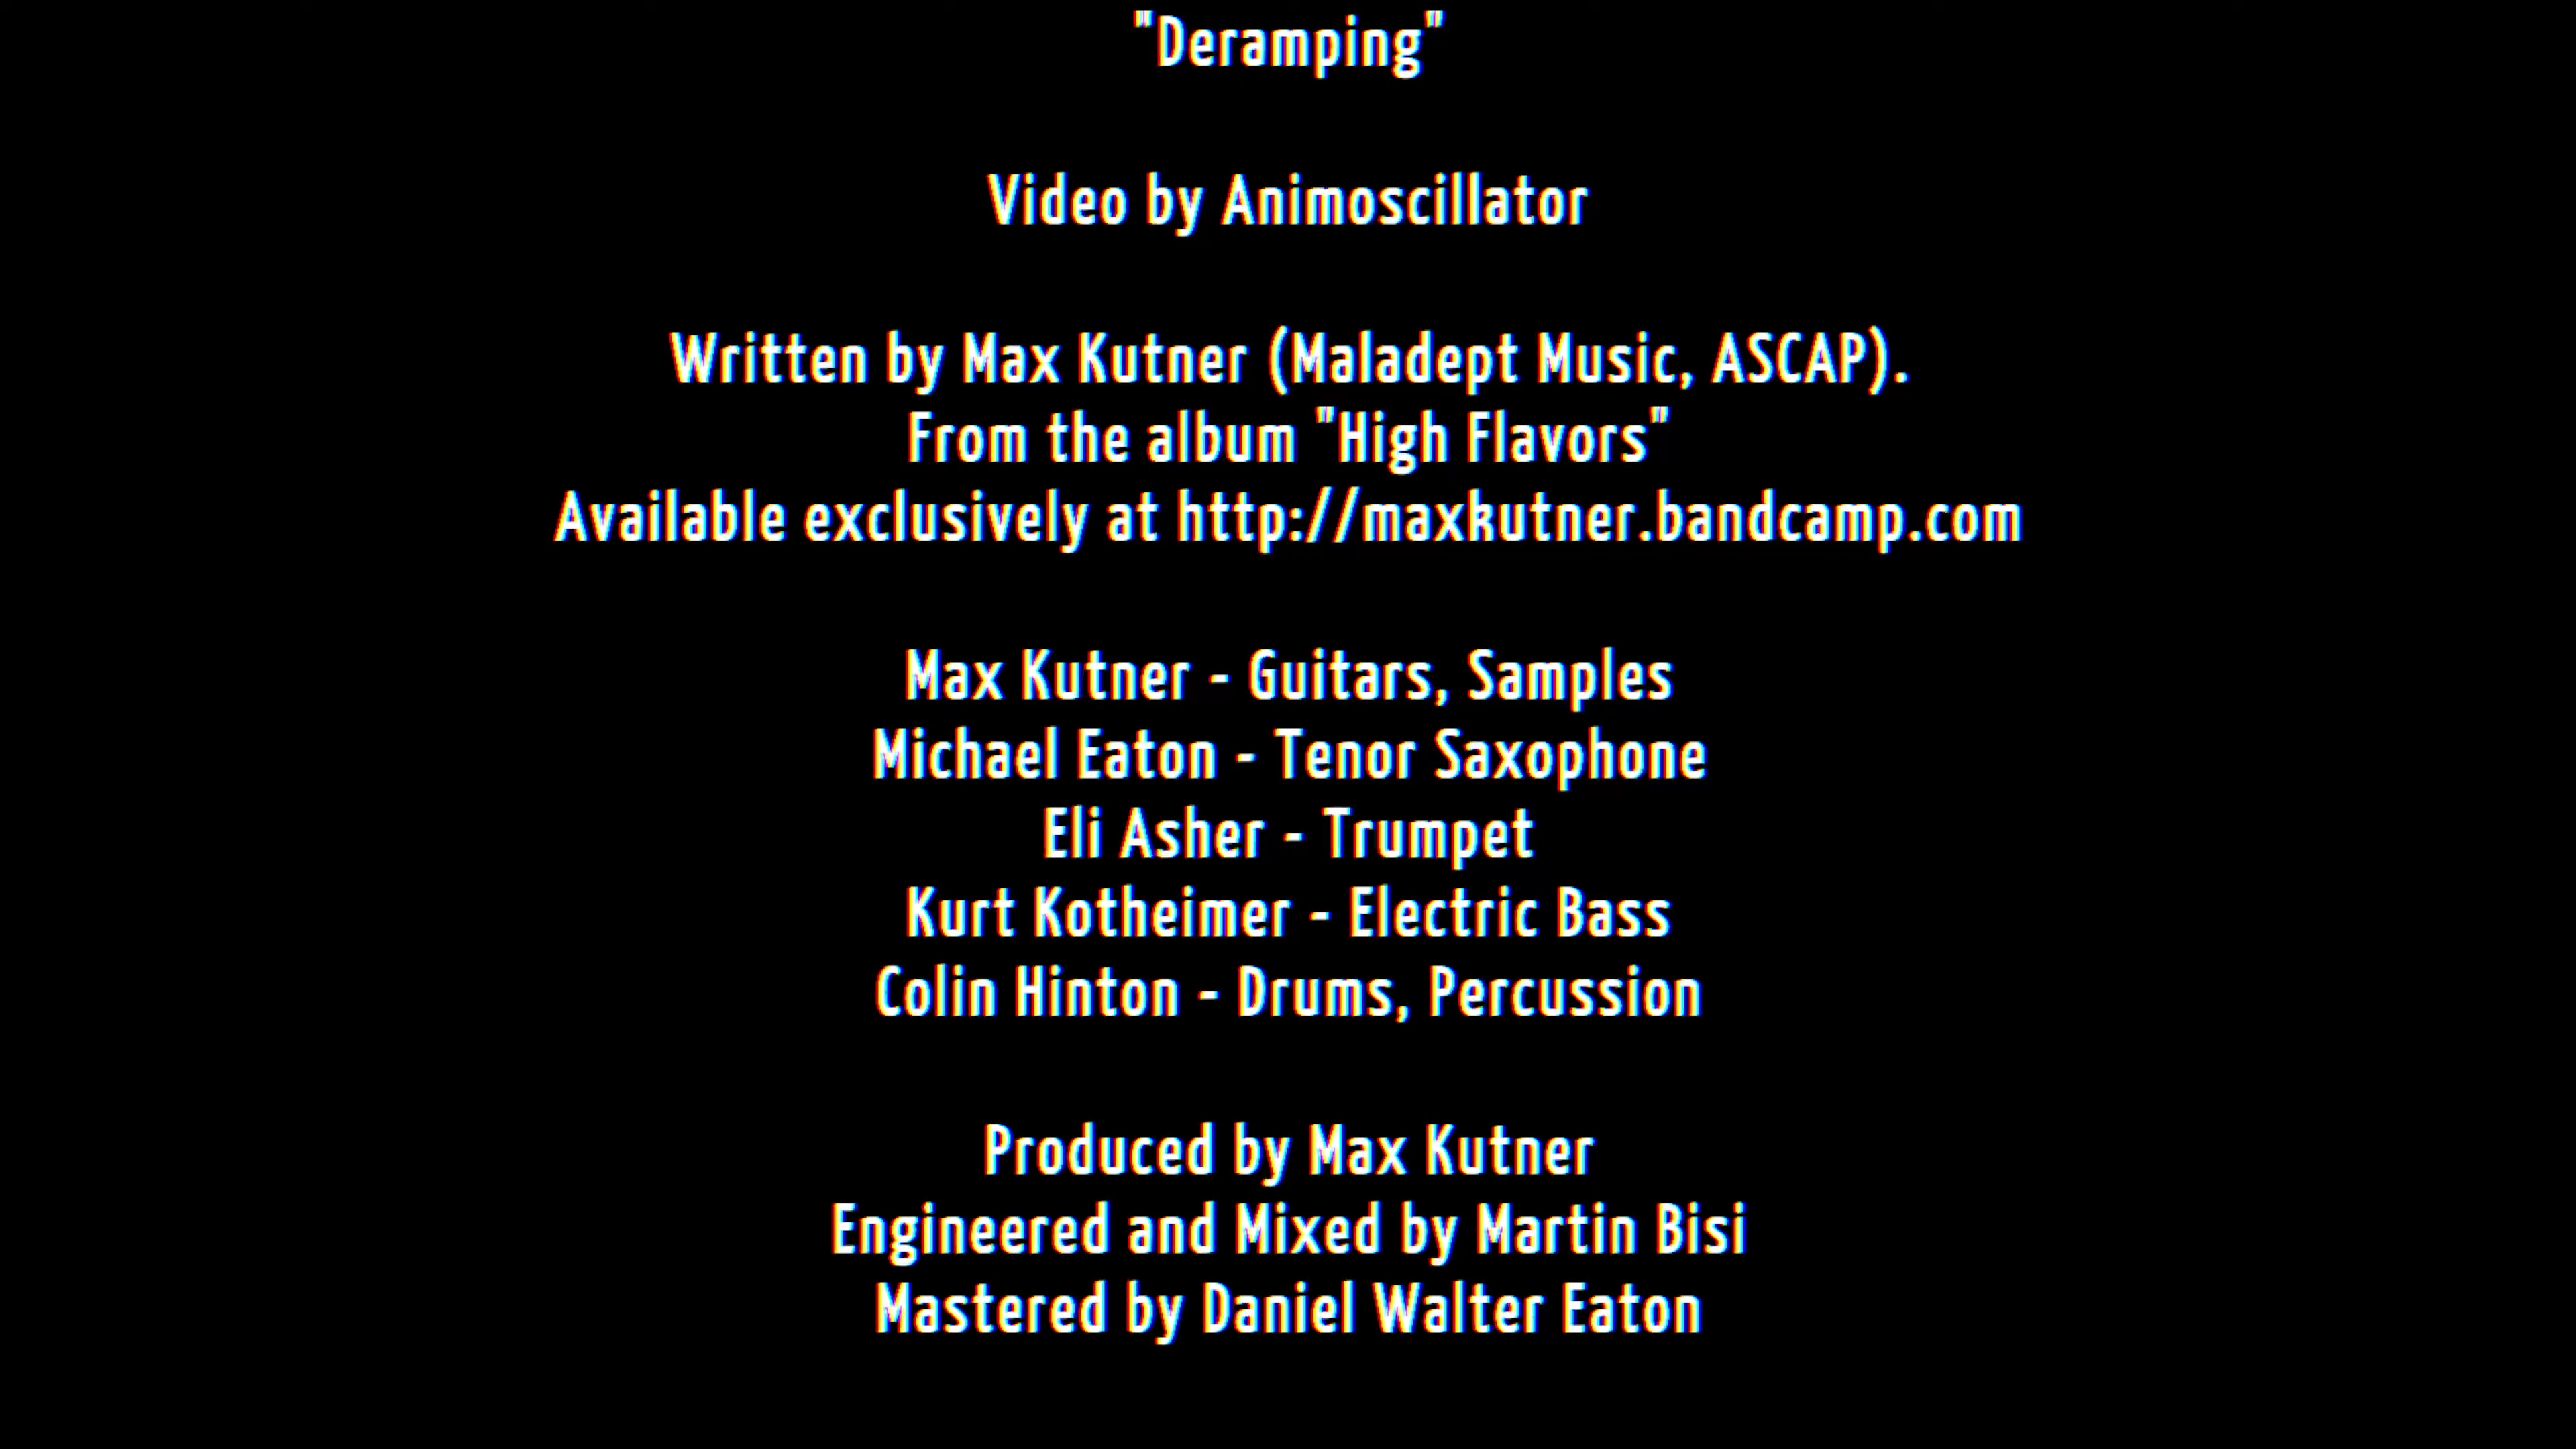 "Deramping"
Video by Animoscillator
Written by Max Kutner (Maladept Music, ASCAP).
From the album "High Flavors"
Available exclusively at http://maxkutner.bandcamp.com
Max Kutner - Guitars, Samples
Michael Eaton - Tenor Saxophone
Eli Asher - Trumpet
Kurt Kotheimer - Electric Bass
Colin Hinton - Drums, Percussion
Produced by Max Kutner
Engineered and Mixed by Martin Bisi
Mastered by Daniel Walter Eaton